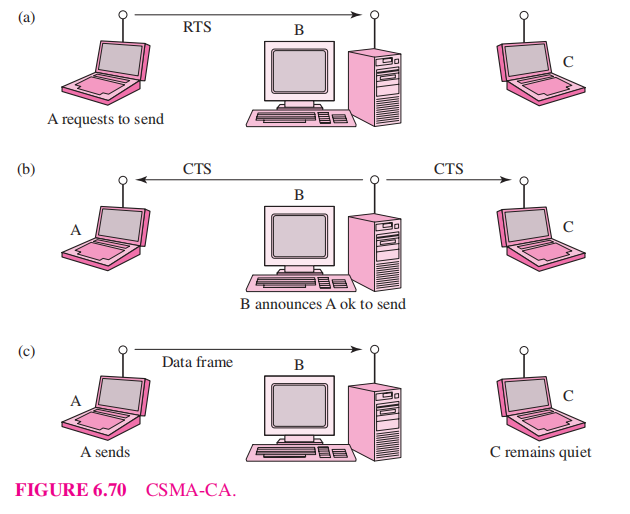 (a)
RTS
B
C
A requests to send
(b)
CTS
CTS
B
A
C
B announces A ok to send
(c)
Data frame
B
A
C
A sends
C remains quiet
FIGURE 6.70 CSMA-CA.